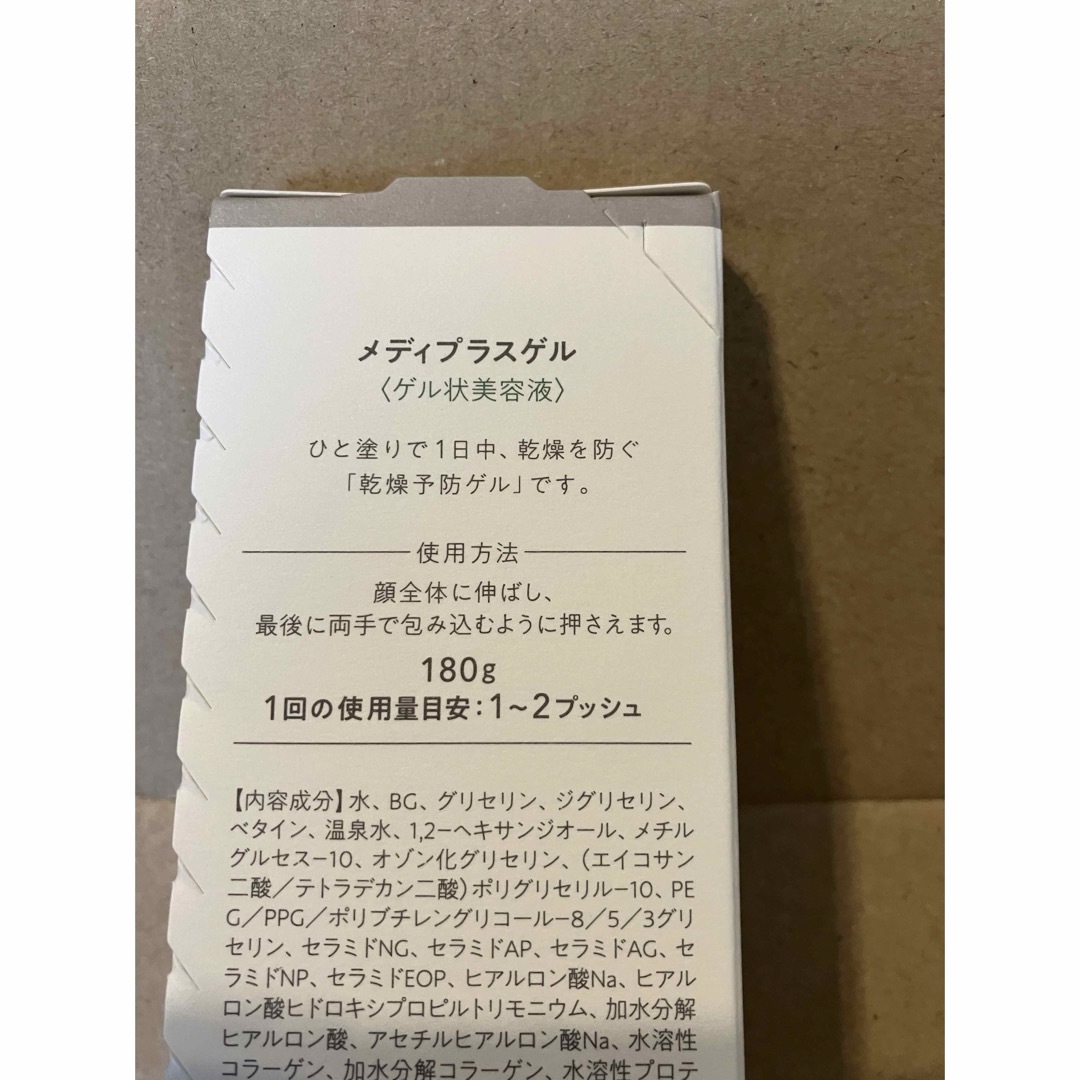 メディプラスゲル
〈ゲル状美容液〉
ひと塗りで1日中、乾燥を防ぐ
「乾燥予防ゲル」です。
使用方法
顔全体に伸ばし、
最後に両手で包み込むように押さえます。
180g
1回の使用量目安：1〜2プッシュ
【内容成分】水、BG、グリセリン、ジグリセリン、
ベタイン、温泉水、1,2−ヘキサンジオール、メチル
グルセス−10、オゾン化グリセリン、（エイコサン
二酸／テトラデカン二酸）ポリグリセリル−10、PE
G／PPG／ポリブチレングリコール−8／5／3グリ
セリン、セラミドNG、セラミドAP、セラミドAG、セ
ラミドNP、セラミドEOP、ヒアルロン酸Na、ヒアル
ロン酸ヒドロキシプロピルトリモニウム、加水分解
ヒアルロン酸、アセチルヒアルロン酸Na、水溶性
コラーゲン、加水分解コラーゲン、水溶性プロテ